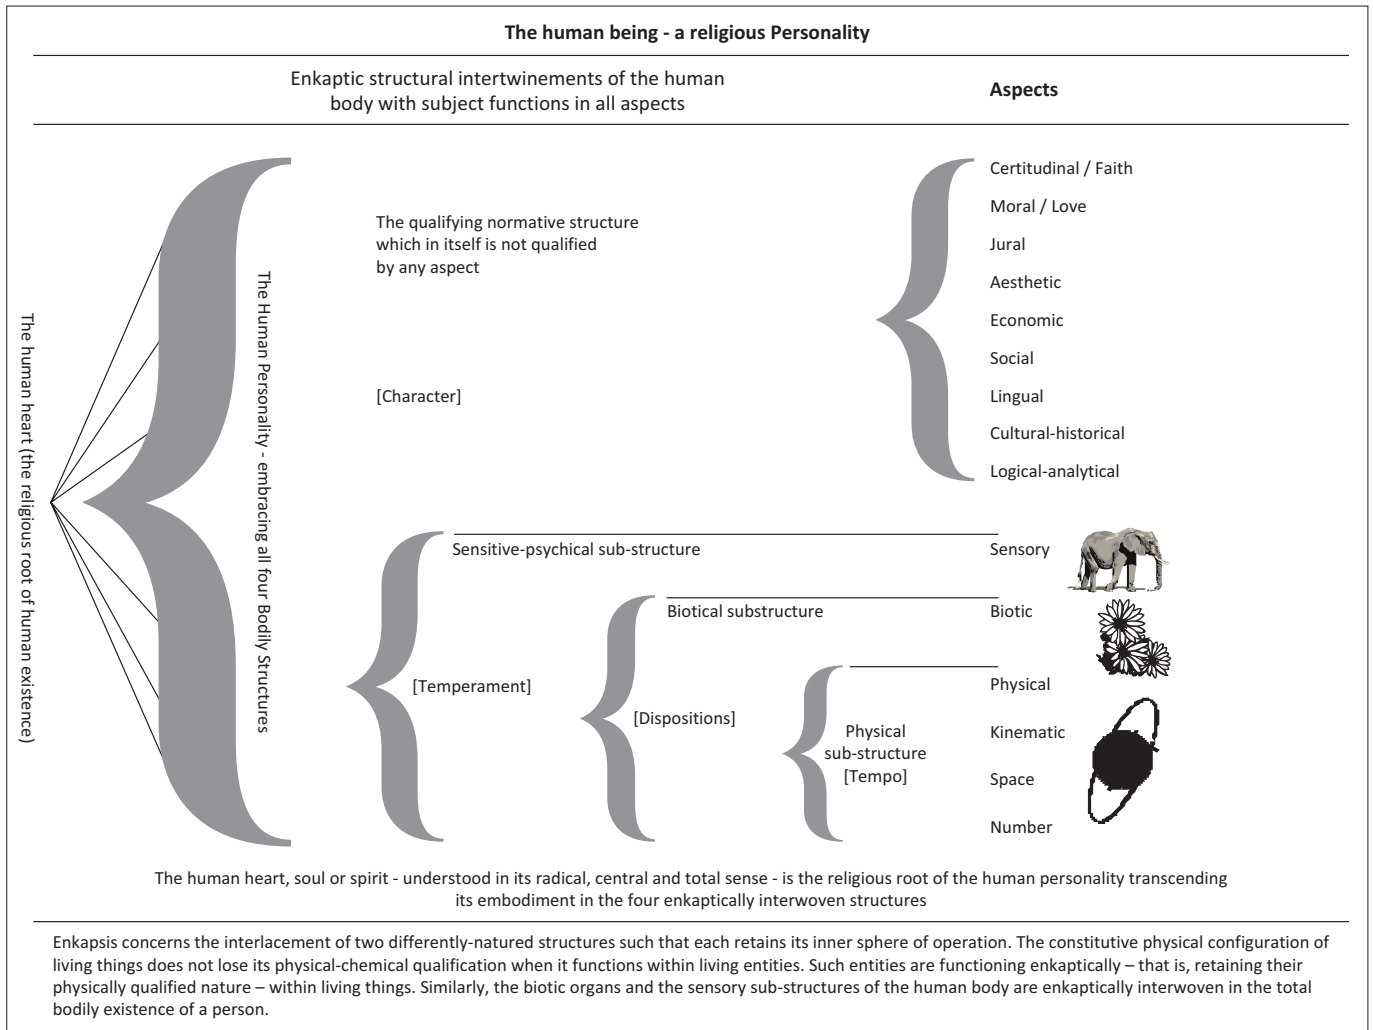 The human being - a religious Personality
Enkaptic structural intertwinements of the human
body with subject functions in all aspects
Aspects
The human heart (the religious root of human existence)
The Human Personality - embracing all four Bodily Structures
The qualifying normative structure
which in itself is not qualified
by any aspect
[Character]
Certitudinal / Faith
Moral / Love
Jural
Aesthetic
Economic
Social
Lingual
Cultural-historical
Logical-analytical
Sensitive-psychical sub-structure
Sensory
Biotical substructure
Biotic
[Temperament]
[Dispositions]
Physical
sub-structure
[Tempo]
Physical
Kinematic
Space
Number
The human heart, soul or spirit - understood in its radical, central and total sense - is the religious root of the human personality transcending
its embodiment in the four enkaptically interwoven structures
Enkapsis concerns the interlacement of two differently-natured structures such that each retains its inner sphere of operation. The constitutive physical configuration of
living things does not lose its physical-chemical qualification when it functions within living entities. Such entities are functioning enkaptically – that is, retaining their
physically qualified nature – within living things. Similarly, the biotic organs and the sensory sub-structures of the human body are enkaptically interwoven in the total
bodily existence of a person.